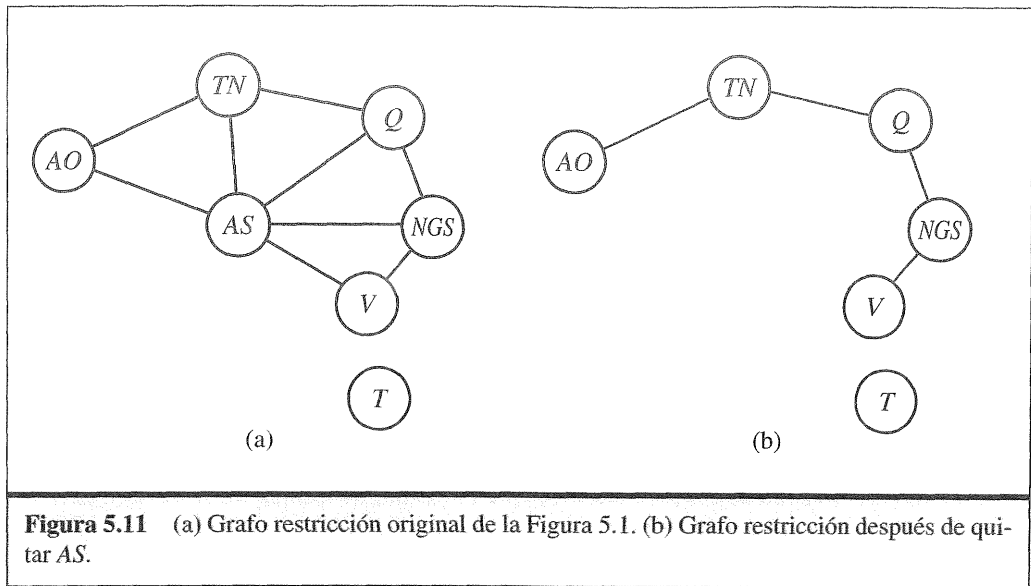 TN
Q
AO
AS
NGS
V
T
(a)
TN
Q
AO
NGS
V
T
(b)
Figura 5.11 (a) Grafo restricción original de la Figura 5.1. (b) Grafo restricción después de qui-
tar AS.